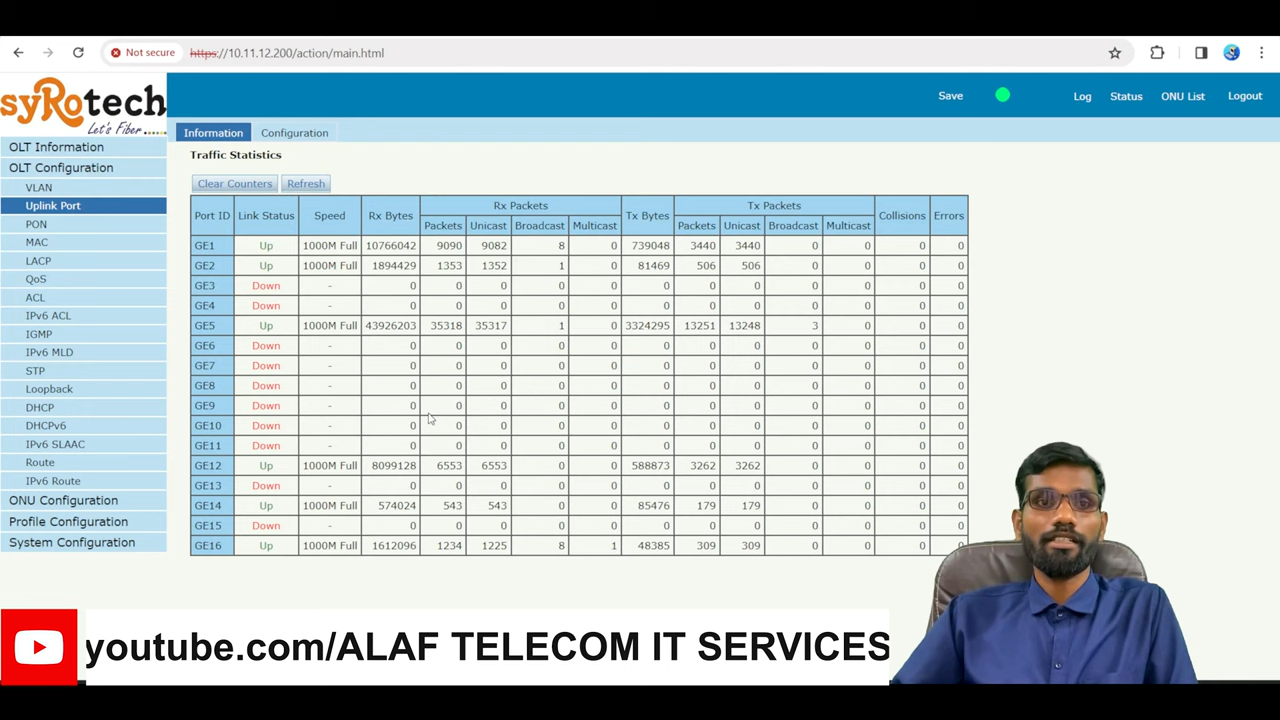 Not secure https://10.11.12.200/action/main.html
syRotech
Let's Fiber
Save Log Status ONU List Logout
OLT Information
OLT Configuration
VLAN
Uplink Port
PON
MAC
LACP
QoS
ACL
IPv6 ACL
IGMP
IPv6 MLD
STP
Loopback
DHCP
DHCPv6
IPv6 SLAAC
Route
IPv6 Route
ONU Configuration
Profile Configuration
System Configuration
Information Configuration
Traffic Statistics
Clear Counters Refresh
Port ID Link Status Speed Rx Bytes Rx Packets Tx Bytes Tx Packets Collisions Errors
Packets Unicast Broadcast Multicast Packets Unicast Broadcast Multicast
GE1 Up 1000M Full 10766042 9090 9082 8 0 739048 3440 3440 0 0 0 0
GE2 Up 1000M Full 1894429 1353 1352 1 0 81469 506 506 0 0 0 0
GE3 Down - 0 0 0 0 0 0 0 0 0 0 0 0
GE4 Down - 0 0 0 0 0 0 0 0 0 0 0 0
GE5 Up 1000M Full 43926203 35318 35317 1 0 3324295 13251 13248 3 0 0 0
GE6 Down - 0 0 0 0 0 0 0 0 0 0 0 0
GE7 Down - 0 0 0 0 0 0 0 0 0 0 0 0
GE8 Down - 0 0 0 0 0 0 0 0 0 0 0 0
GE9 Down - 0 0 0 0 0 0 0 0 0 0 0 0
GE10 Down - 0 0 0 0 0 0 0 0 0 0 0 0
GE11 Down - 0 0 0 0 0 0 0 0 0 0 0 0
GE12 Up 1000M Full 8099128 6553 6553 0 0 588873 3262 3262 0 0 0 0
GE13 Down - 0 0 0 0 0 0 0 0 0 0 0 0
GE14 Up 1000M Full 574024 543 543 0 0 85476 179 179 0 0 0 0
GE15 Down - 0 0 0 0 0 0 0 0 0 0 0 0
GE16 Up 1000M Full 1612096 1234 1225 8 1 48385 309 309 0 0 0 0
youtube.com/ALAF TELECOM IT SERVICES